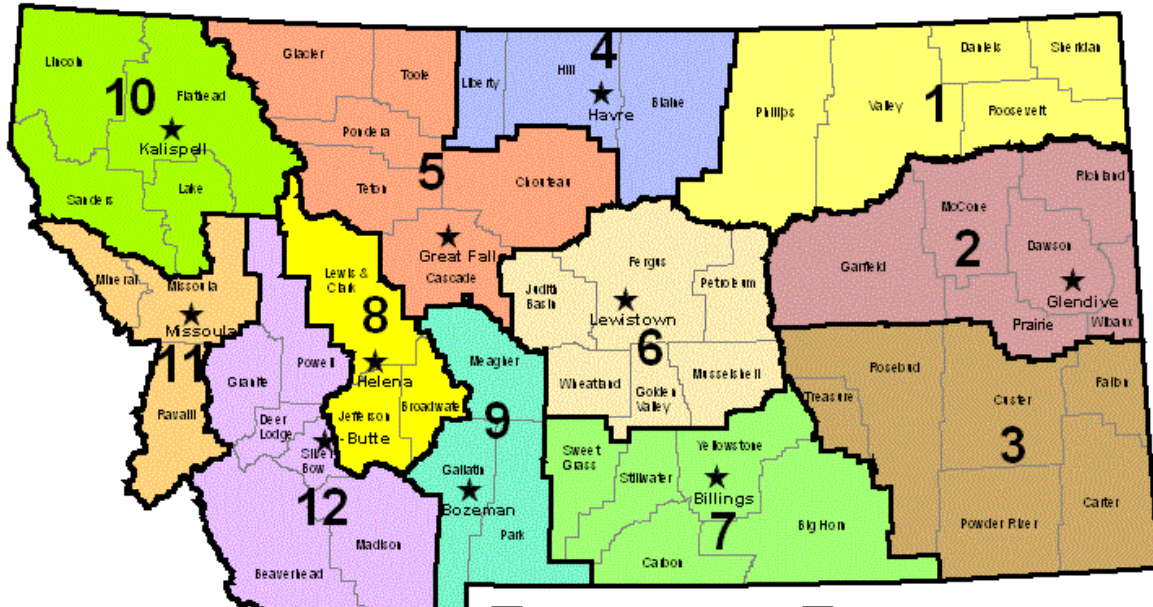 Lincoln
10
Flathead
Kalispell
Sanders
Lake
Glacier
Toole
Pondera
5
Teton
Chouteau
Great Fall
Cascade
4
Liberty
Hill
Blaine
Havre
Daniels
Sheridan
Phillips
Valley
1
Roosevelt
Richland
McCone
2
Dawson
Garfield
Glendive
Prairie
Wibaux
Mineral
Missoula
Missoula
11
Ravalli
Lewis &
Clark
8
Helena
Jefferson
Broadwate
Butte
Powell
Granite
Deer
Lodge
Silve
Bow
12
Madison
Beaverhead
Meagher
9
Gallatin
Bozeman
Park
Fergus
Judith
Basin
Petroleum
Lewistown
6
Wheatland
Golden
Valley
Musselshell
Sweet
Grass
Stillwater
Yellowstone
Billings
7
Big Horn
Carbon
Rosebud
Treasure
Custer
Fallon
3
Powder River
Carter